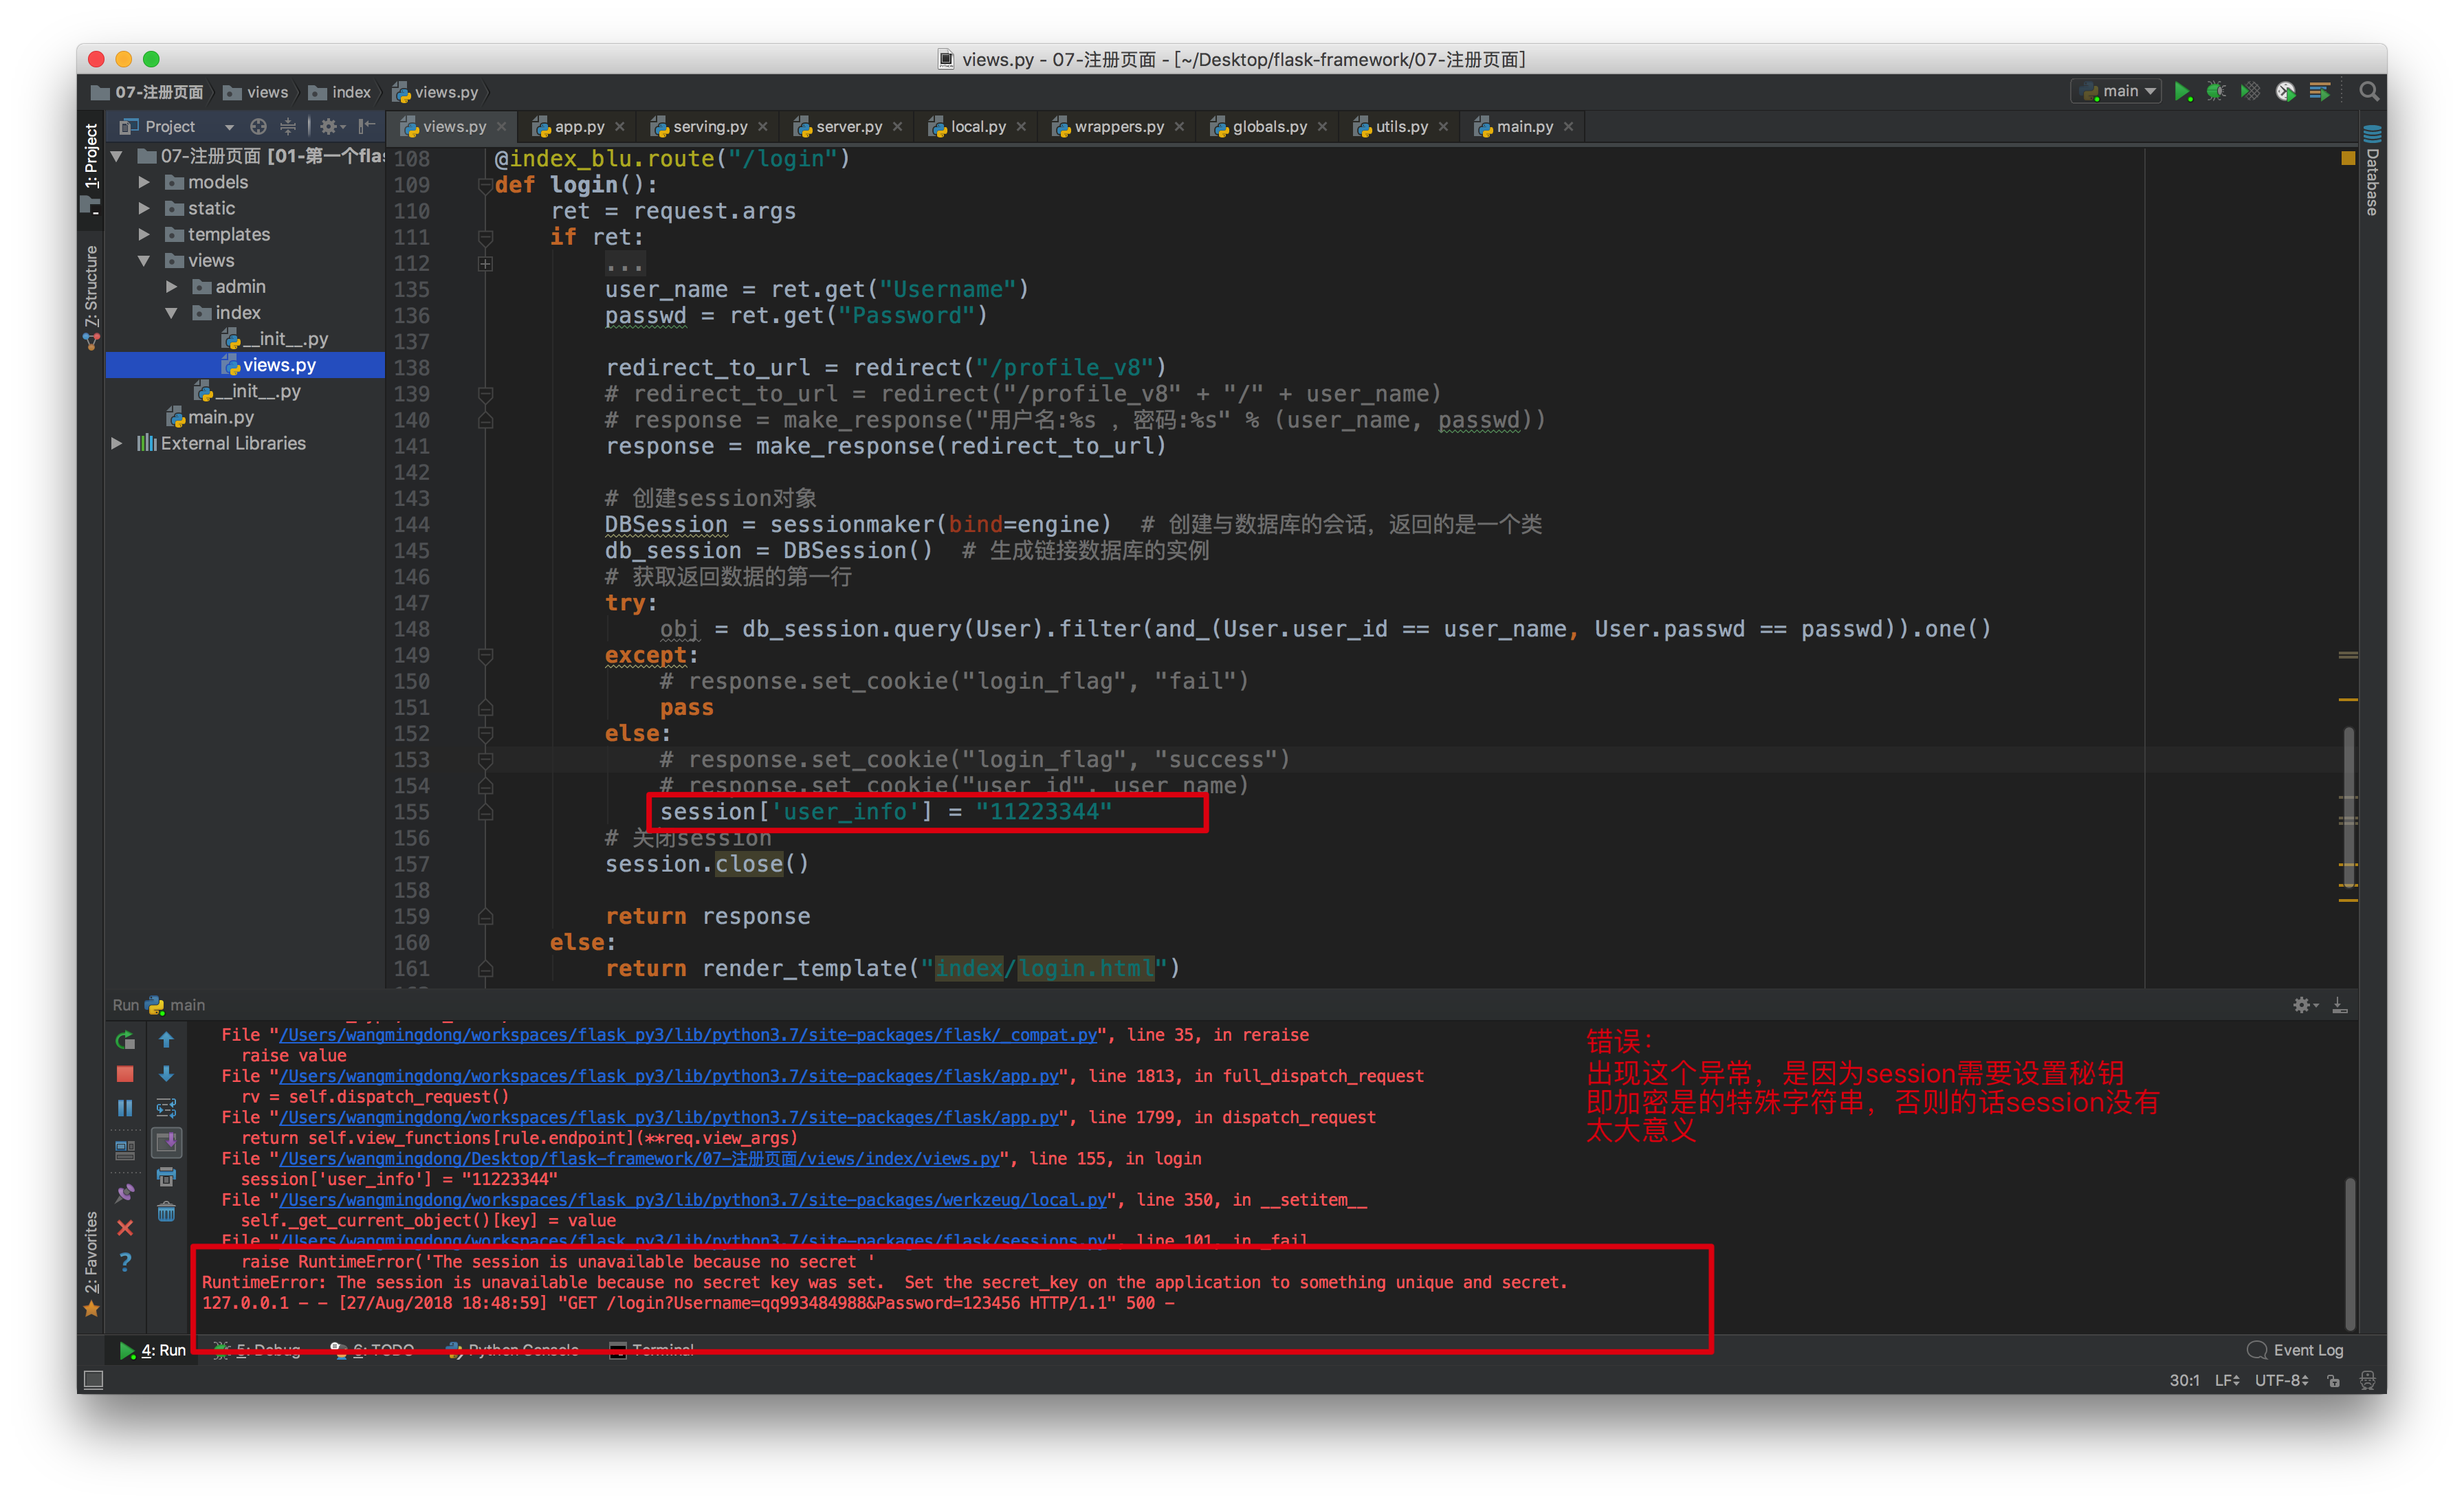 views.py - 07-注册页面 - [~/Desktop/flask-framework/07-注册页面]
07-注册页面 views index views.py
main
Project
views.py app.py serving.py server.py local.py wrappers.py globals.py utils.py main.py
1: Project
Z: Structure
2: Favorites
Database
07-注册页面 [01-第一个flas
models
static
templates
views
admin
index
__init__.py
views.py
__init__.py
main.py
External Libraries
108 @index_blu.route("/login")
109 def login():
110 ret = request.args
111 if ret:
112 ...
135 user_name = ret.get("Username")
136 passwd = ret.get("Password")
137
138 redirect_to_url = redirect("/profile_v8")
139 # redirect_to_url = redirect("/profile_v8" + "/" + user_name)
140 # response = make_response("用户名:%s ，密码:%s" % (user_name, passwd))
141 response = make_response(redirect_to_url)
142
143 # 创建session对象
144 DBSession = sessionmaker(bind=engine)  # 创建与数据库的会话，返回的是一个类
145 db_session = DBSession()  # 生成链接数据库的实例
146 # 获取返回数据的第一行
147 try:
148 obj = db_session.query(User).filter(and_(User.user_id == user_name, User.passwd == passwd)).one()
149 except:
150 # response.set_cookie("login_flag", "fail")
151 pass
152 else:
153 # response.set_cookie("login_flag", "success")
154 # response.set_cookie("user_id", user_name)
155 session['user_info'] = "11223344"
156 # 关闭session
157 session.close()
158
159 return response
160 else:
161 return render_template("index/login.html")
Run main
File "/Users/wangmingdong/workspaces/flask_py3/lib/python3.7/site-packages/flask/_compat.py", line 35, in reraise
raise value
File "/Users/wangmingdong/workspaces/flask_py3/lib/python3.7/site-packages/flask/app.py", line 1813, in full_dispatch_request
rv = self.dispatch_request()
File "/Users/wangmingdong/workspaces/flask_py3/lib/python3.7/site-packages/flask/app.py", line 1799, in dispatch_request
return self.view_functions[rule.endpoint](**req.view_args)
File "/Users/wangmingdong/Desktop/flask-framework/07-注册页面/views/index/views.py", line 155, in login
session['user_info'] = "11223344"
File "/Users/wangmingdong/workspaces/flask_py3/lib/python3.7/site-packages/werkzeug/local.py", line 350, in __setitem__
self._get_current_object()[key] = value
File "/Users/wangmingdong/workspaces/flask_py3/lib/python3.7/site-packages/flask/sessions.py", line 101, in _fail
raise RuntimeError('The session is unavailable because no secret '
RuntimeError: The session is unavailable because no secret key was set.  Set the secret_key on the application to something unique and secret.
127.0.0.1 - - [27/Aug/2018 18:48:59] "GET /login?Username=qq993484988&Password=123456 HTTP/1.1" 500 -
错误：
出现这个异常，是因为session需要设置秘钥
即加密是的特殊字符串，否则的话session没有
太大意义
4: Run 5: Debug 6: TODO Python Console Terminal Event Log
30:1 LF UTF-8